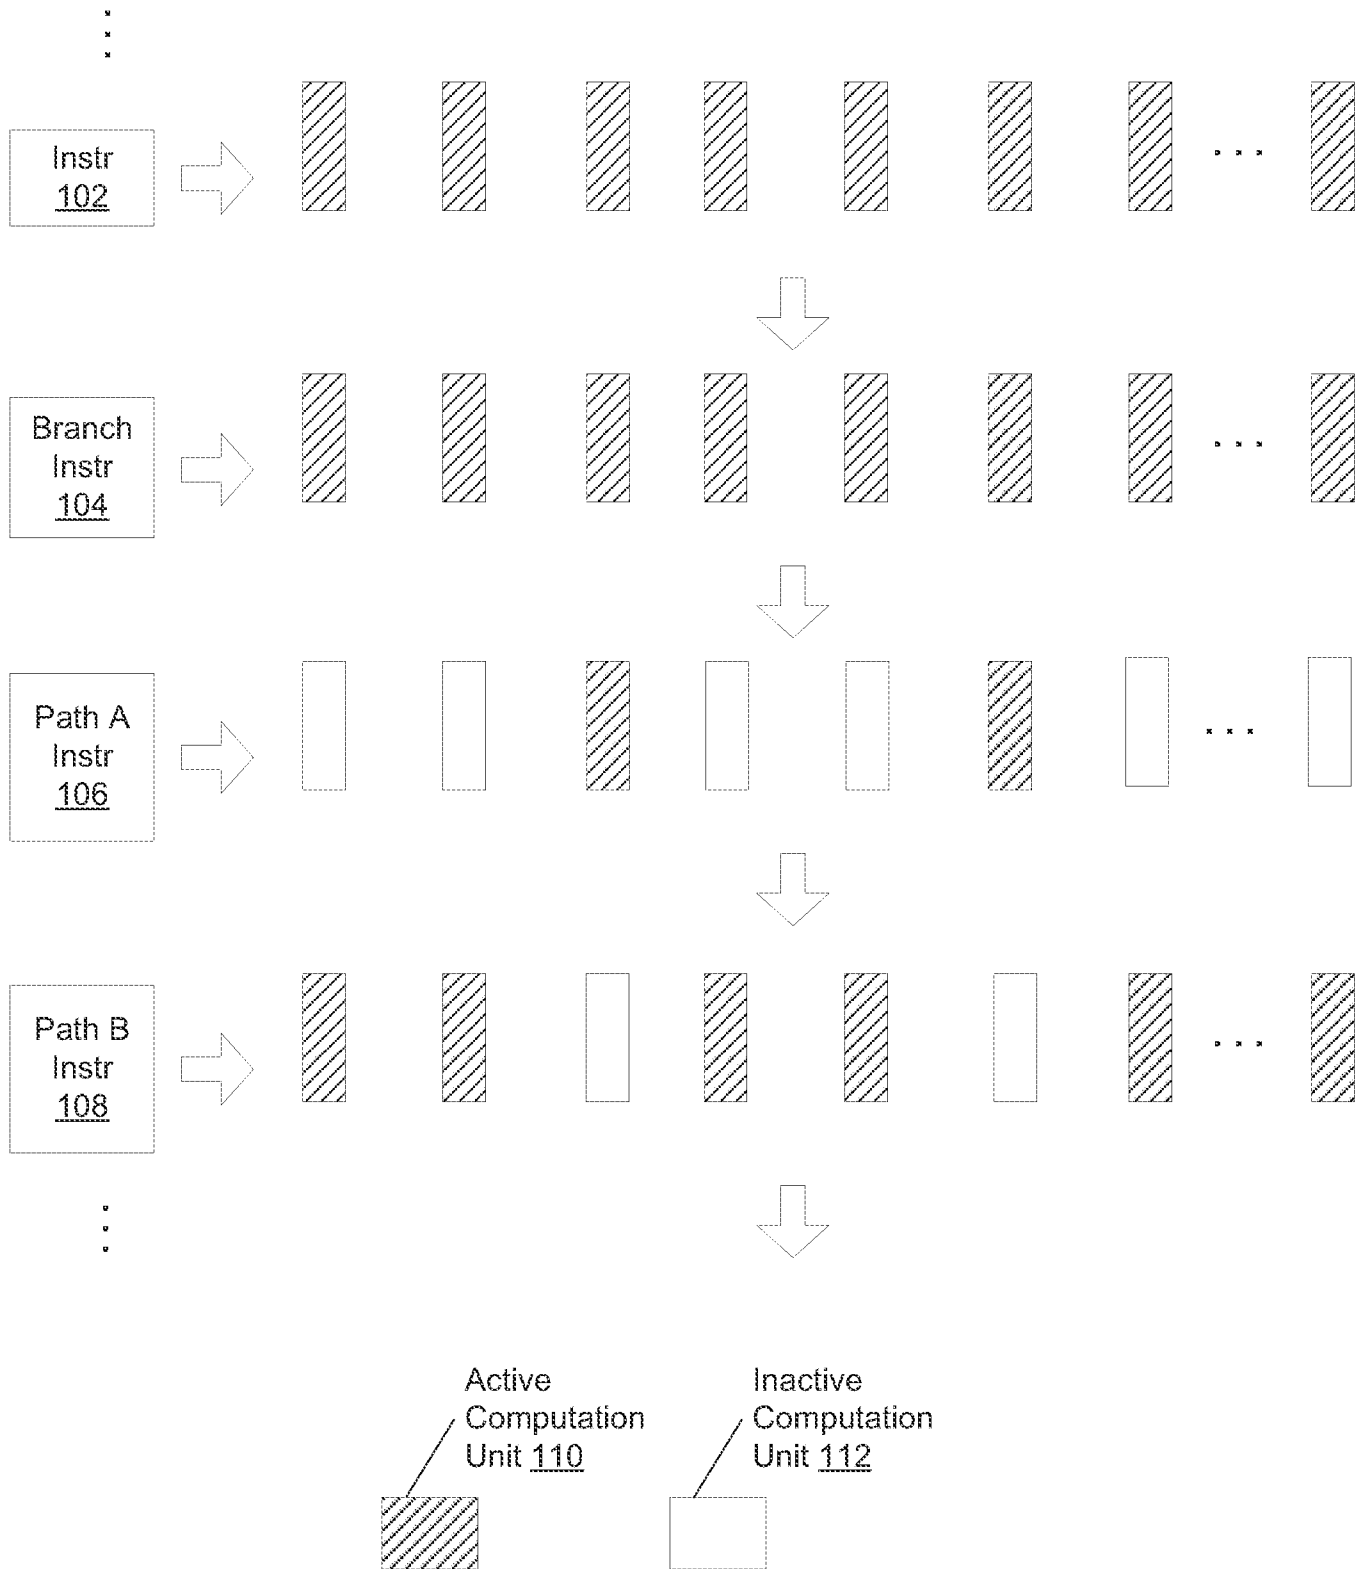 Instr
102
Branch
Instr
104
Path A
Instr
106
Path B
Instr
108
Active
Computation
Unit 110
Inactive
Computation
Unit 112